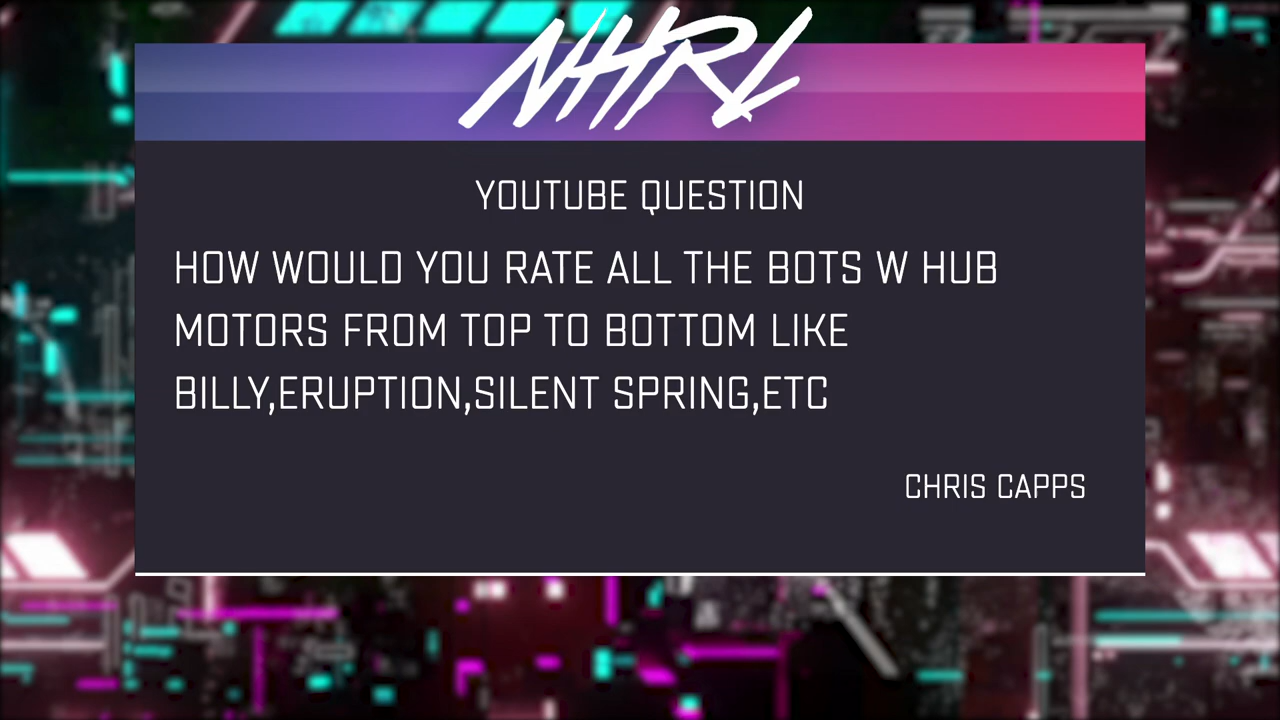 NHRL
YOUTUBE QUESTION
HOW WOULD YOU RATE ALL THE BOTS W HUB
MOTORS FROM TOP TO BOTTOM LIKE
BILLY,ERUPTION,SILENT SPRING,ETC
CHRIS CAPPS